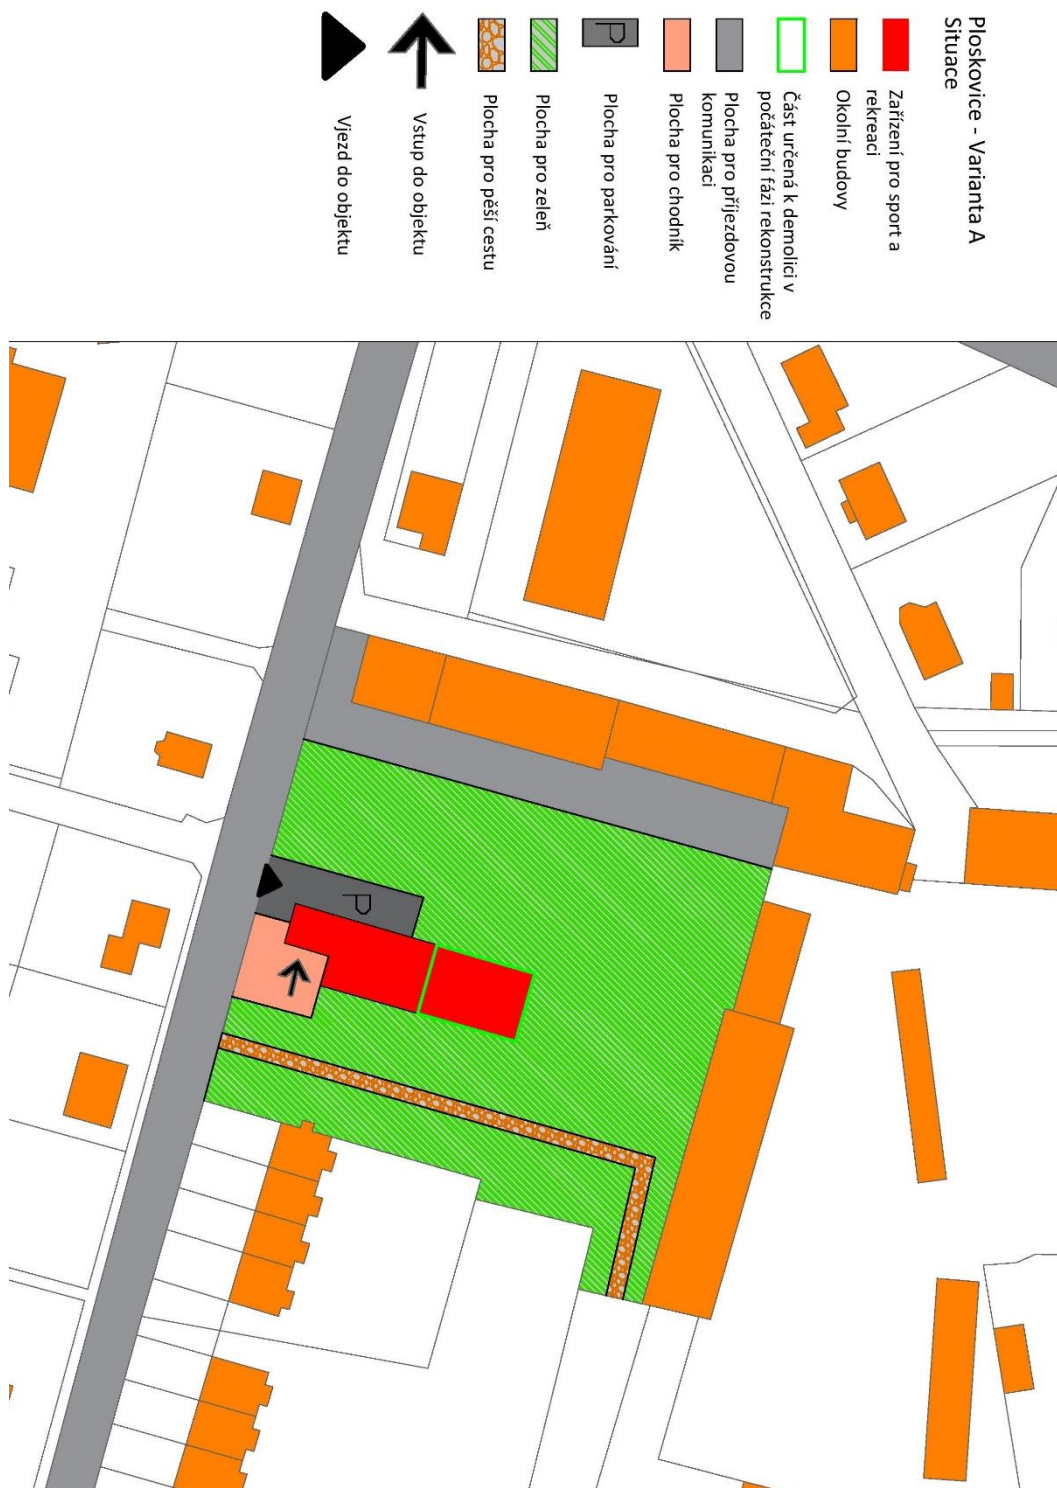 Ploskovice - Varianta A
Situace
Zařízení pro sport a
rekreaci
Okolní budovy
Část určená k demolici v
počáteční fázi rekonstrukce
Plocha pro příjezdovou
komunikaci
Plocha pro chodník
P
Plocha pro parkování
Plocha pro zeleň
Plocha pro pěší cestu
Vstup do objektu
Vjezd do objektu
P